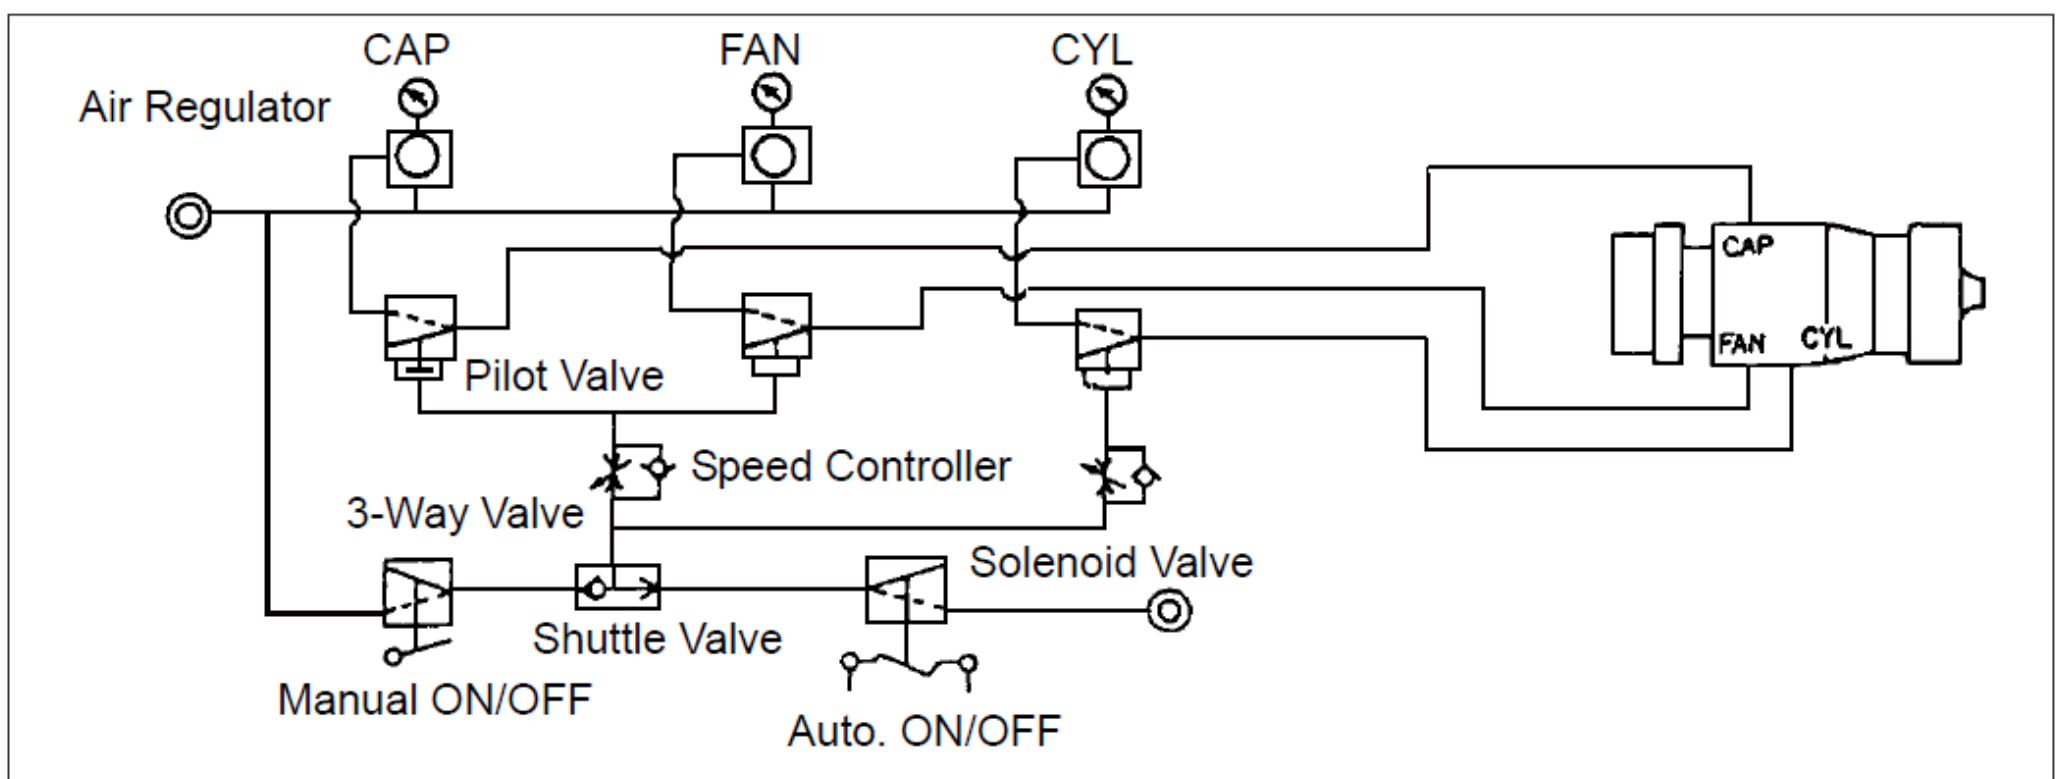 CAP
FAN
CYL
Air Regulator
CAP
FAN
CYL
Pilot Valve
Speed Controller
3-Way Valve
Solenoid Valve
Shuttle Valve
Manual ON/OFF
Auto. ON/OFF